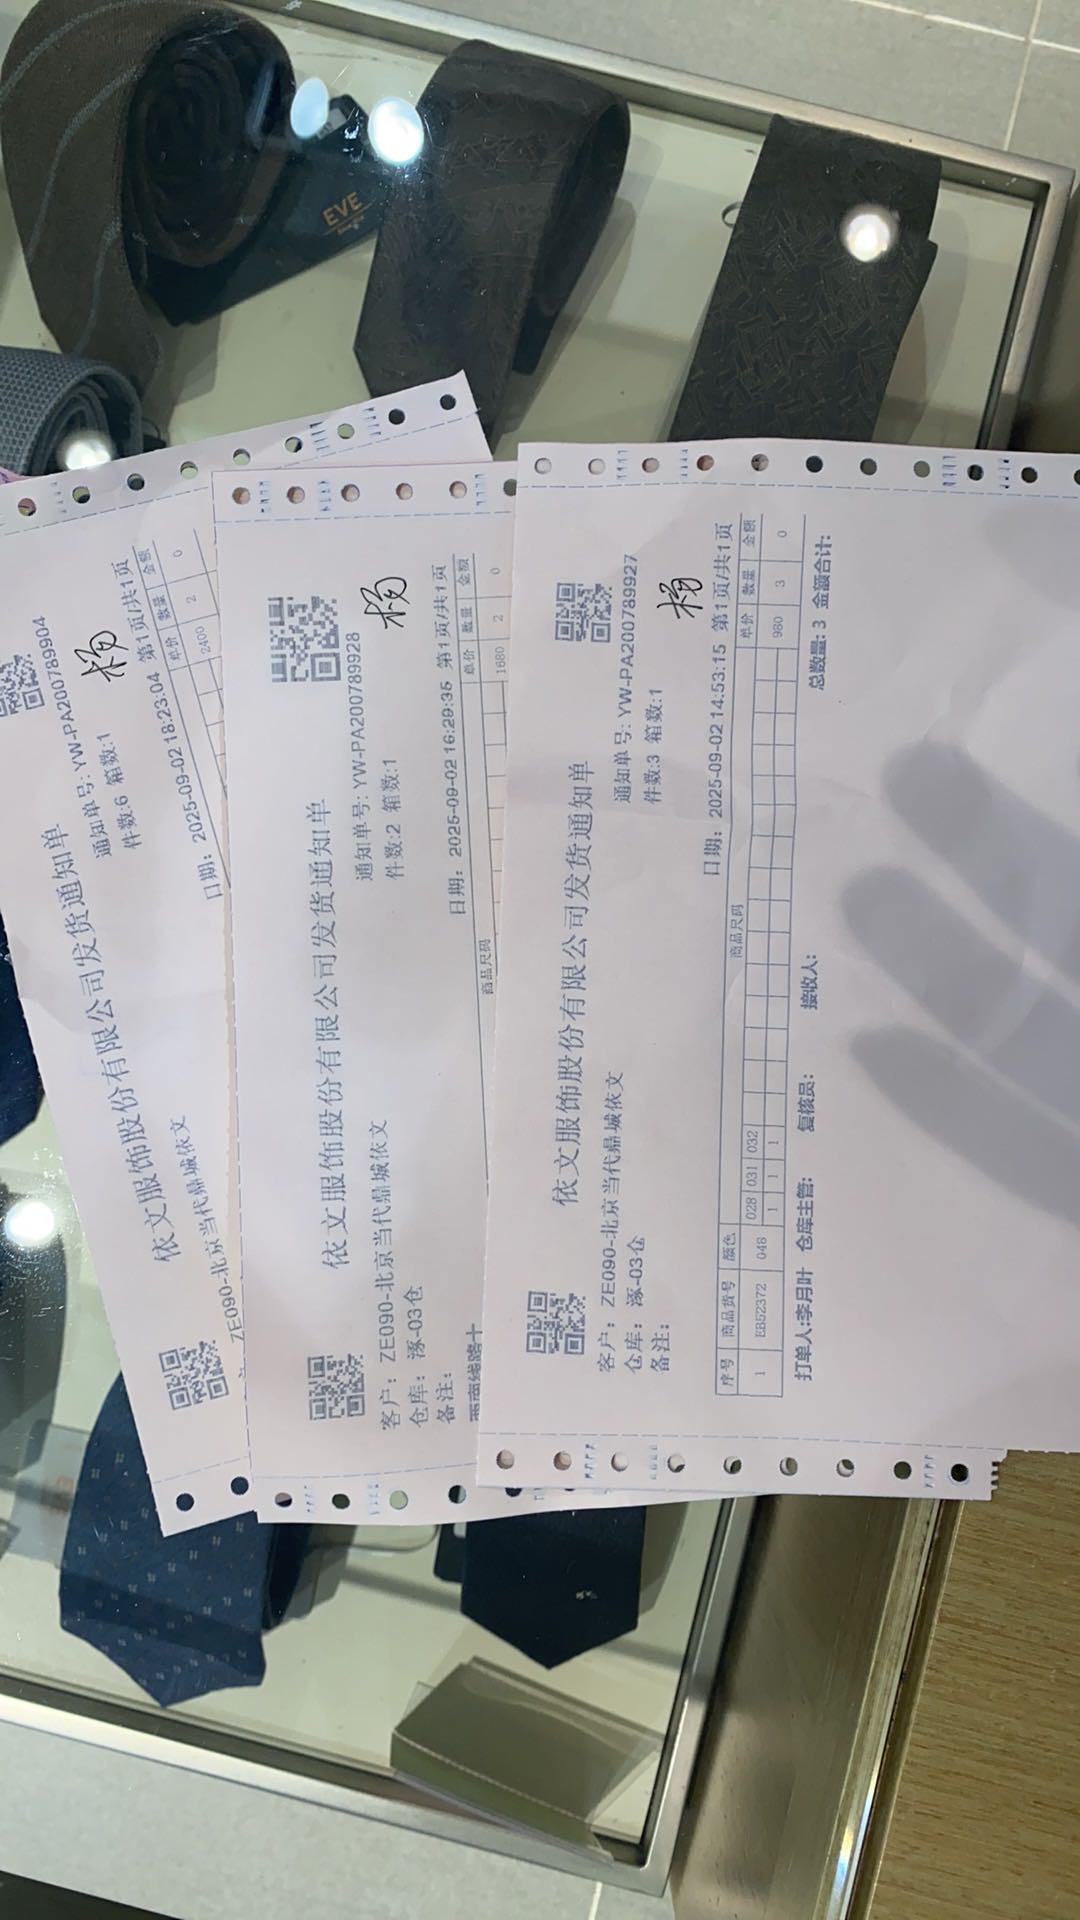 EVE
依文服饰股份有限公司发货通知单
通知单号: YW-PA200789904
件数:6 箱数:1
杨
ZE090-北京当代鼎城依文
日期: 2025-09-02 18:23:04 第1页/共1页
单价 数量 金额
2400 2 0
依文服饰股份有限公司发货通知单
通知单号: YW-PA200789928
客户: ZE090-北京当代鼎城依文
件数:2 箱数:1
杨
仓库: 涿-03仓
备注:
日期: 2025-09-02 16:29:35 第1页/共1页
商品尺码 单价 数量 金额
1680 2 0
依文服饰股份有限公司发货通知单
客户: ZE090-北京当代鼎城依文
通知单号: YW-PA200789927
仓库: 涿-03仓
件数:3 箱数:1
备注:
杨
日期: 2025-09-02 14:53:15 第1页/共1页
序号 商品货号 颜色 商品尺码 单价 数量 金额
028 031 032
1 EB52372 048 1 1 1 980 3 0
打单人:李月叶 仓库主管: 复核员: 接收人: 总数量: 3 金额合计: